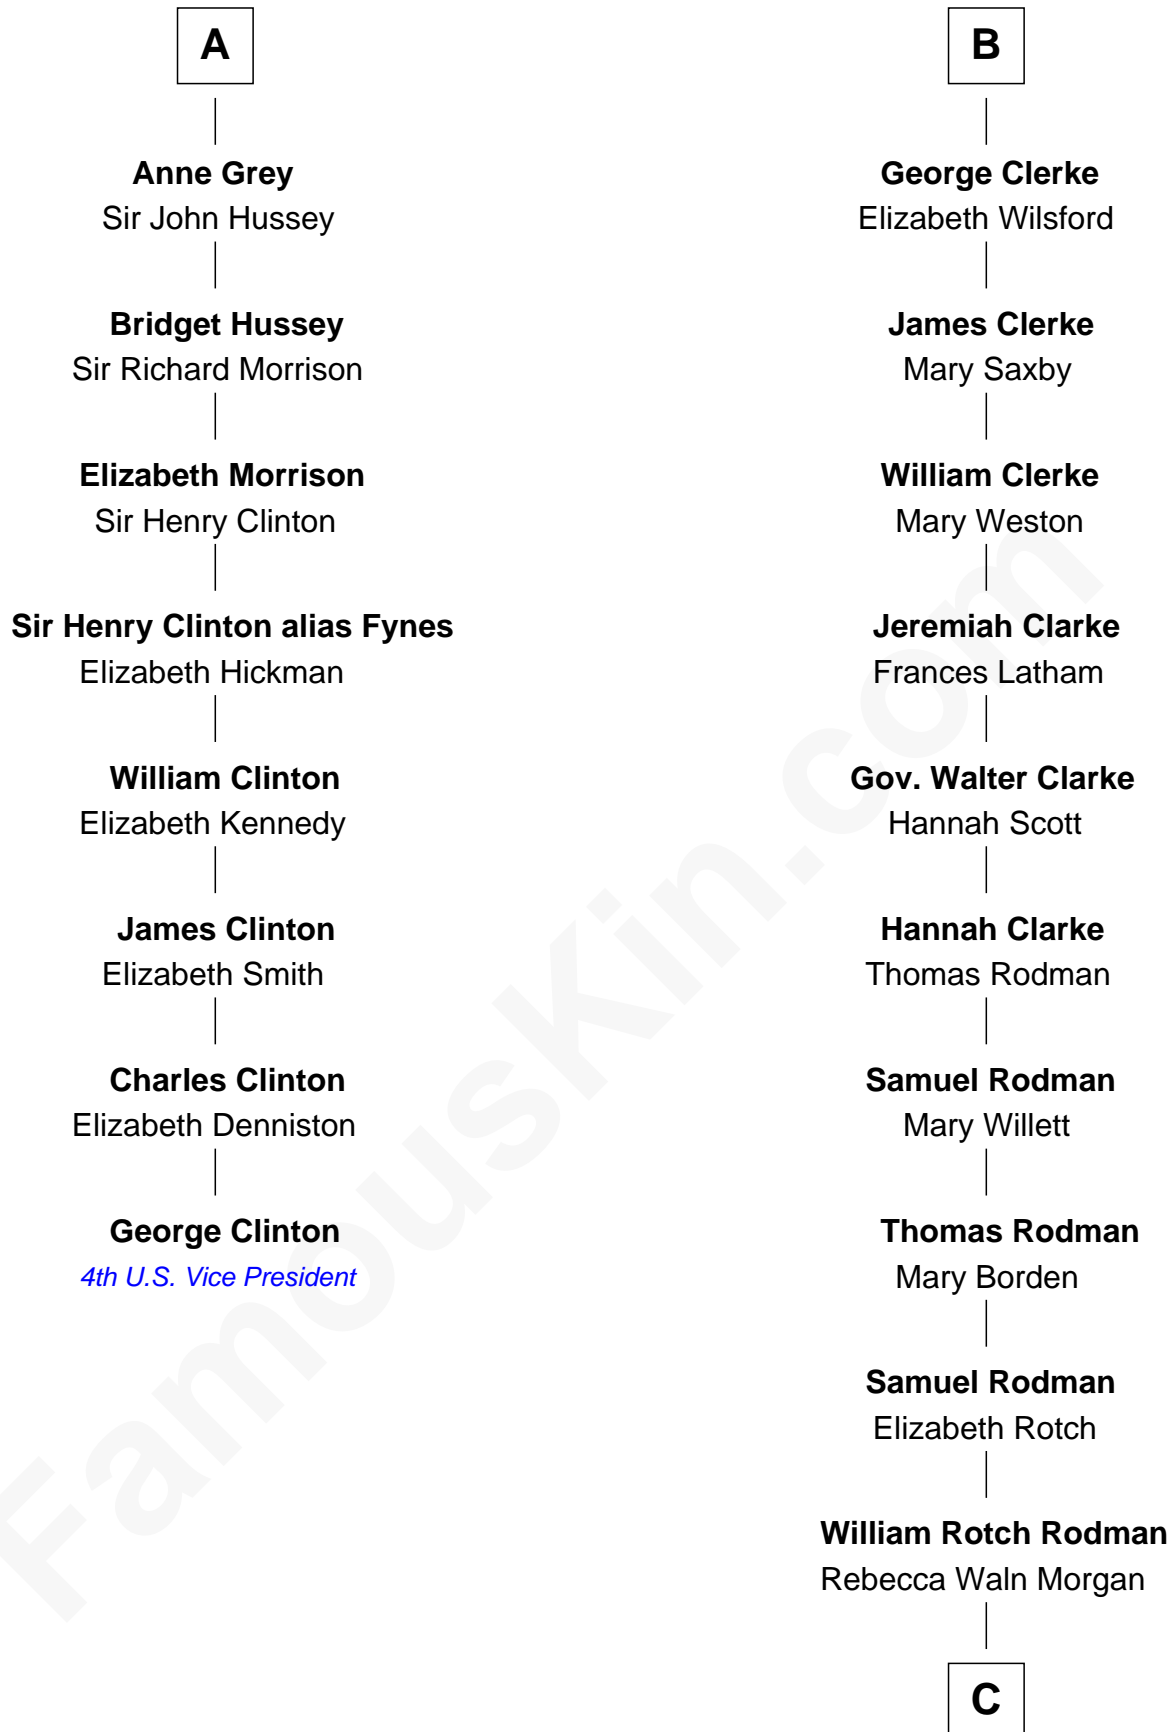 A
Anne Grey
Sir John Hussey
Bridget Hussey
Sir Richard Morrison
Elizabeth Morrison
Sir Henry Clinton
Sir Henry Clinton alias Fynes
Elizabeth Hickman
William Clinton
Elizabeth Kennedy
James Clinton
Elizabeth Smith
Charles Clinton
Elizabeth Denniston
George Clinton
4th U.S. Vice President
B
George Clerke
Elizabeth Wilsford
James Clerke
Mary Saxby
William Clerke
Mary Weston
Jeremiah Clarke
Frances Latham
Gov. Walter Clarke
Hannah Scott
Hannah Clarke
Thomas Rodman
Samuel Rodman
Mary Willett
Thomas Rodman
Mary Borden
Samuel Rodman
Elizabeth Rotch
William Rotch Rodman
Rebecca Waln Morgan
C
FamousKin.com